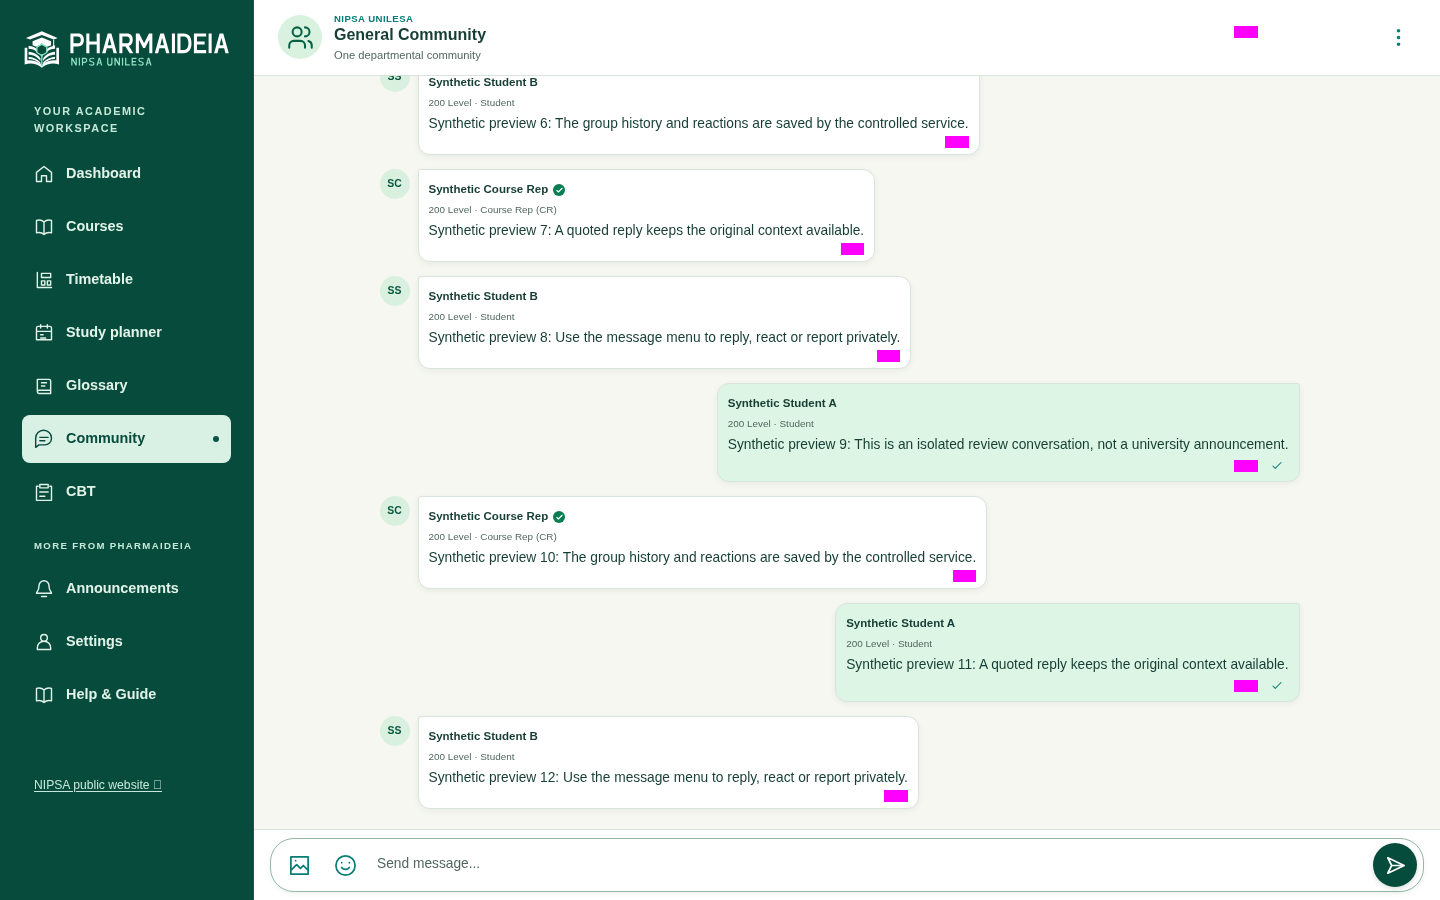 PHARMAIDEIA
NIPSA UNILESA
YOUR ACADEMIC
WORKSPACE
Dashboard
Courses
Timetable
Study planner
Glossary
Community
CBT
MORE FROM PHARMAIDEIA
Announcements
Settings
Help & Guide
NIPSA public website
NIPSA UNILESA
General Community
One departmental community
SS
Synthetic Student B
200 Level · Student
Synthetic preview 6: The group history and reactions are saved by the controlled service.
SC
Synthetic Course Rep
200 Level · Course Rep (CR)
Synthetic preview 7: A quoted reply keeps the original context available.
SS
Synthetic Student B
200 Level · Student
Synthetic preview 8: Use the message menu to reply, react or report privately.
Synthetic Student A
200 Level · Student
Synthetic preview 9: This is an isolated review conversation, not a university announcement.
SC
Synthetic Course Rep
200 Level · Course Rep (CR)
Synthetic preview 10: The group history and reactions are saved by the controlled service.
Synthetic Student A
200 Level · Student
Synthetic preview 11: A quoted reply keeps the original context available.
SS
Synthetic Student B
200 Level · Student
Synthetic preview 12: Use the message menu to reply, react or report privately.
Send message...